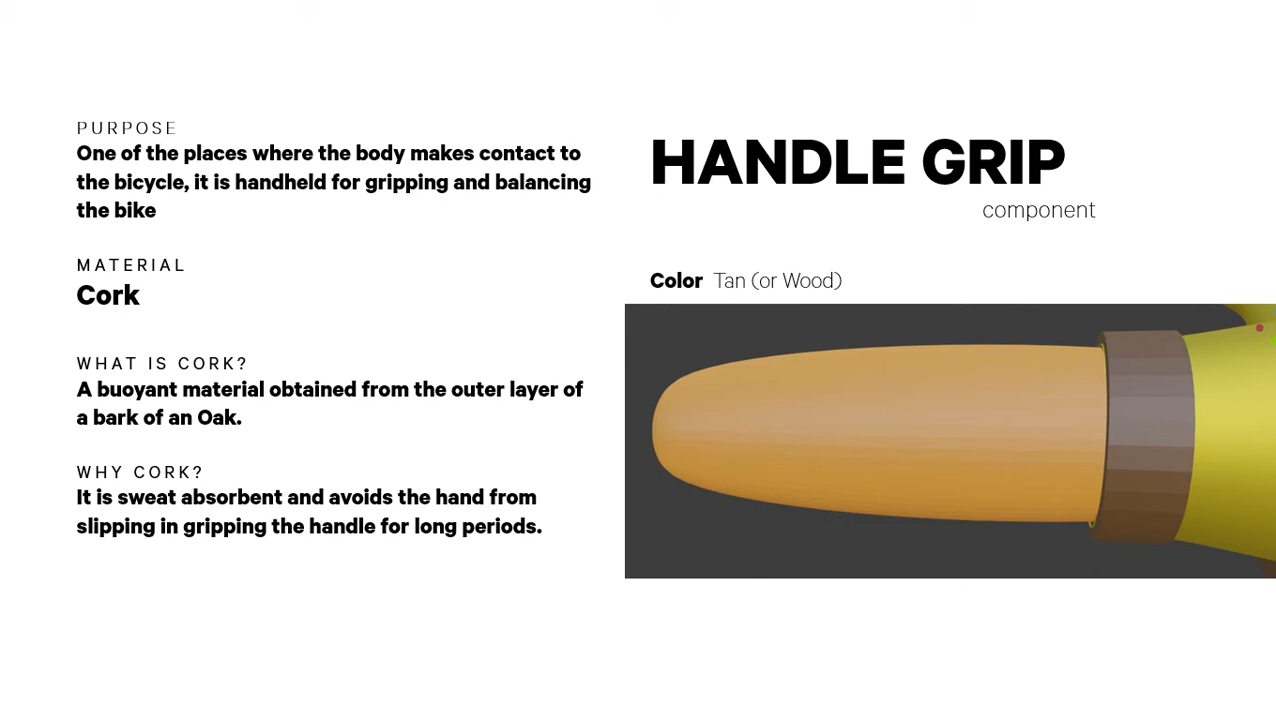 PURPOSE
One of the places where the body makes contact to
the bicycle, it is handheld for gripping and balancing
the bike
MATERIAL
Cork
WHAT IS CORK?
A buoyant material obtained from the outer layer of
a bark of an Oak.
WHY CORK?
It is sweat absorbent and avoids the hand from
slipping in gripping the handle for long periods.
HANDLE GRIP
component
Color Tan (or Wood)